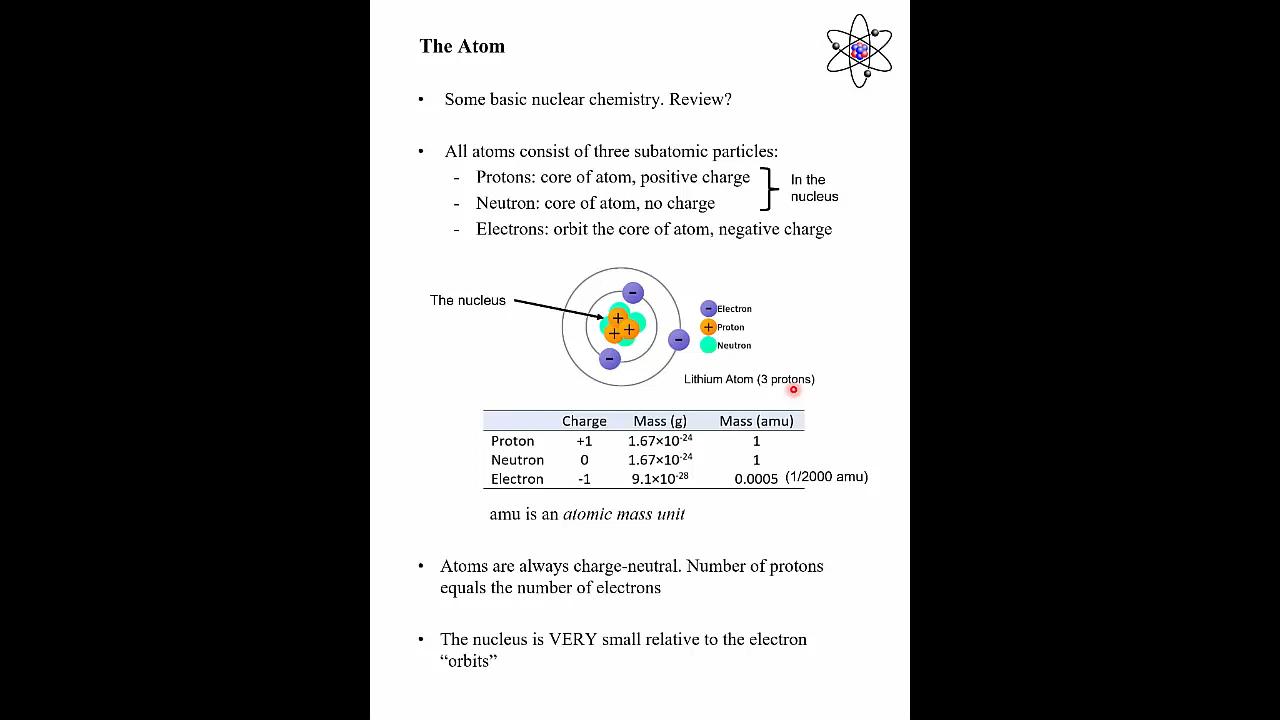 The Atom
• Some basic nuclear chemistry. Review?
• All atoms consist of three subatomic particles:
- Protons: core of atom, positive charge
- Neutron: core of atom, no charge
In the
nucleus
- Electrons: orbit the core of atom, negative charge
The nucleus
Electron
Proton
Neutron
Lithium Atom (3 protons)
Charge Mass (g) Mass (amu)
Proton +1 1.67×10⁻²⁴ 1
Neutron 0 1.67×10⁻²⁴ 1
Electron -1 9.1×10⁻²⁸ 0.0005 (1/2000 amu)
amu is an atomic mass unit
• Atoms are always charge-neutral. Number of protons
equals the number of electrons
• The nucleus is VERY small relative to the electron
“orbits”